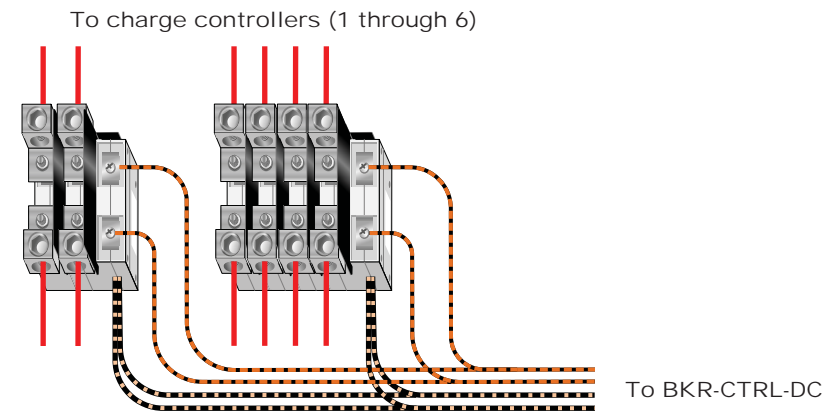 To charge controllers (1 through 6)
To BKR-CTRL-DC